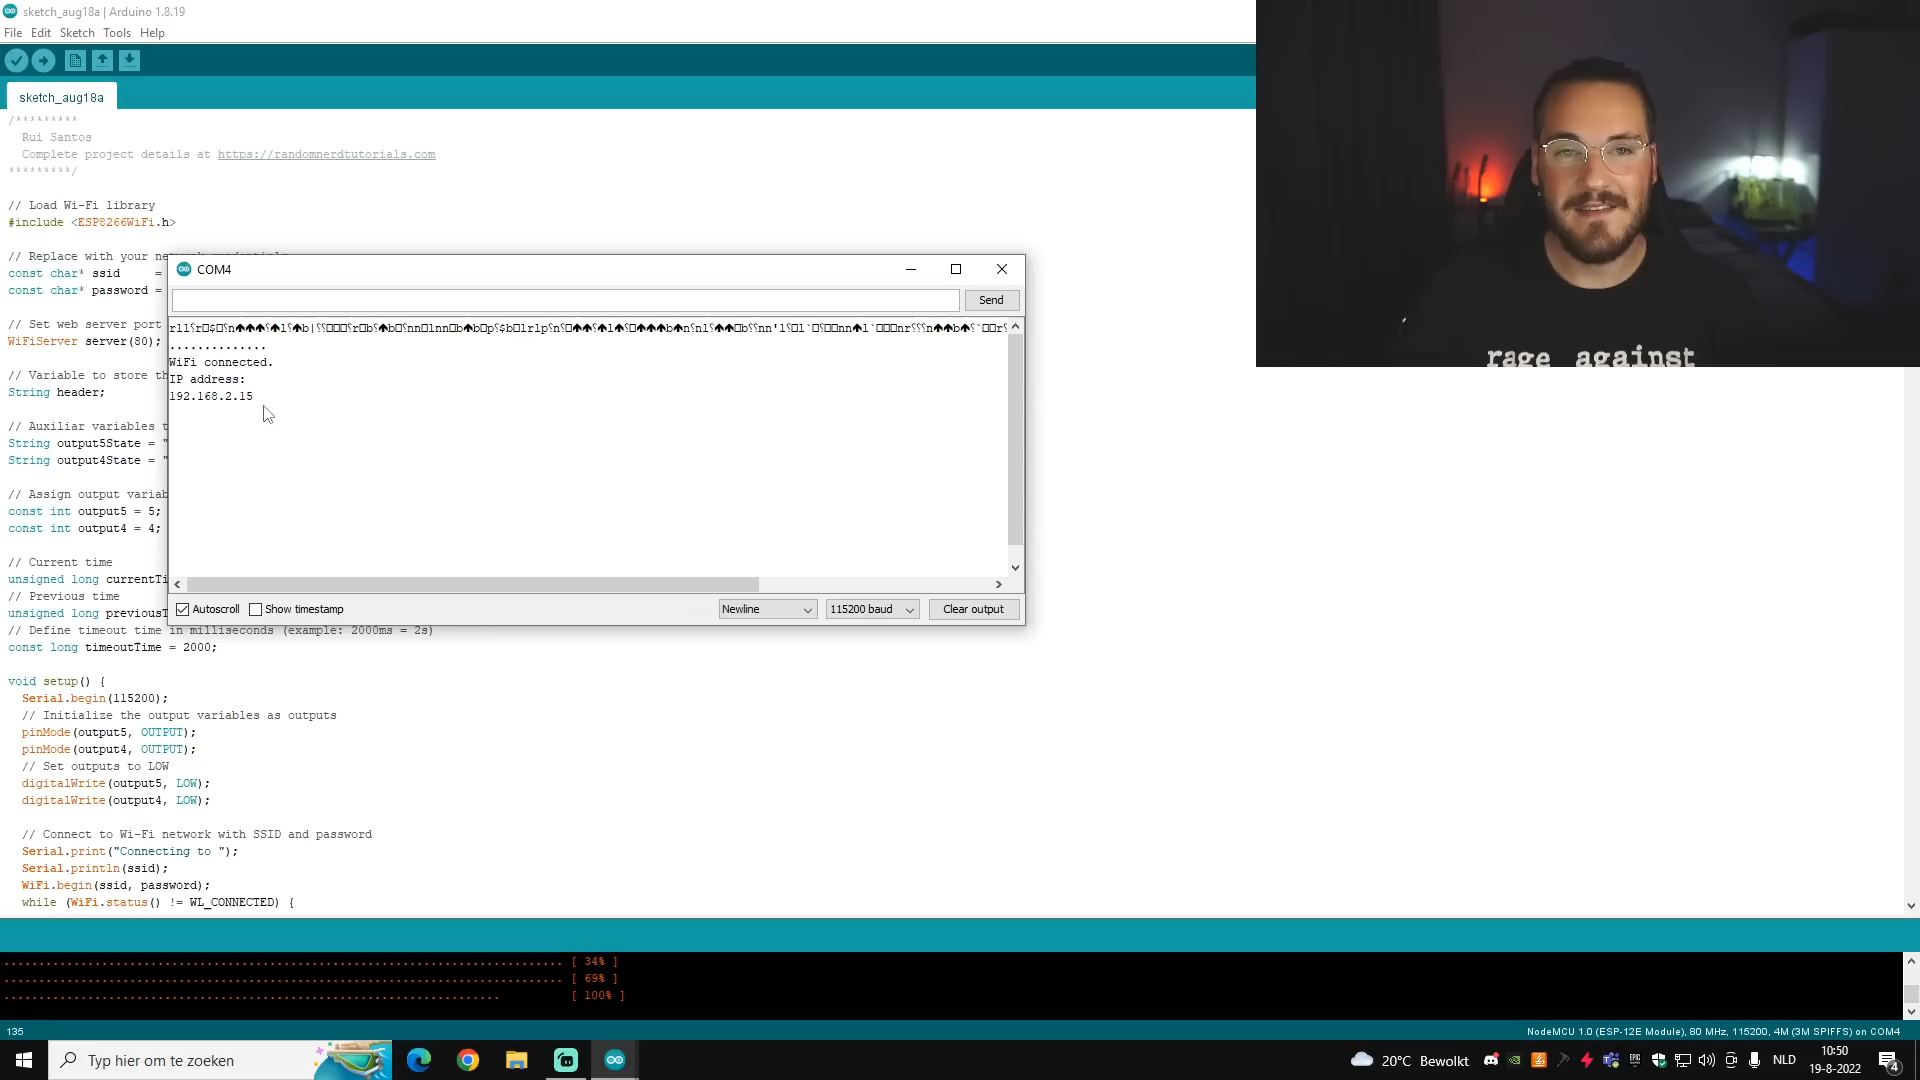 sketch_aug18a | Arduino 1.8.19
File Edit Sketch Tools Help
sketch_aug18a
/*********
Rui Santos
Complete project details at https://randomnerdtutorials.com
*********/
// Load Wi-Fi library
#include <ESP8266WiFi.h>
// Replace with your network credentials
const char* ssid =
const char* password =
// Set web server port
WiFiServer server(80);
// Variable to store th
String header;
// Auxiliar variables t
String output5State = "
String output4State = "
// Assign output variab
const int output5 = 5;
const int output4 = 4;
// Current time
unsigned long currentTi
// Previous time
unsigned long previousT
// Define timeout time in milliseconds (example: 2000ms = 2s)
const long timeoutTime = 2000;
void setup() {
Serial.begin(115200);
// Initialize the output variables as outputs
pinMode(output5, OUTPUT);
pinMode(output4, OUTPUT);
// Set outputs to LOW
digitalWrite(output5, LOW);
digitalWrite(output4, LOW);
// Connect to Wi-Fi network with SSID and password
Serial.print("Connecting to ");
Serial.println(ssid);
WiFi.begin(ssid, password);
while (WiFi.status() != WL_CONNECTED) {
COM4
Send
..............
WiFi connected.
IP address:
192.168.2.15
Autoscroll Show timestamp Newline 115200 baud Clear output
rage against
[ 34% ]
[ 69% ]
[ 100% ]
135 NodeMCU 1.0 (ESP-12E Module), 80 MHz, 115200, 4M (3M SPIFFS) on COM4
Typ hier om te zoeken 20°C Bewolkt NLD 10:50
19-8-2022 4